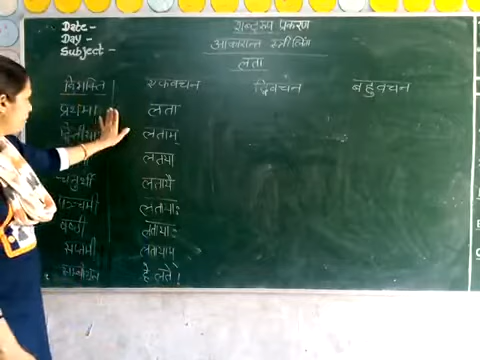 Date-
Day -
Subject -
शब्दरूप प्रकरण
आकारान्त स्त्रीलिंग
लता
विभक्ति एकवचन द्विवचन बहुवचन
प्रथमा लता
द्वितीया लताम्
लतया
चतुर्थी लतायै
पञ्चमी लतायाः
षष्ठी लतायाः
सप्तमी लतायाम्
सम्बोधन हे लते!